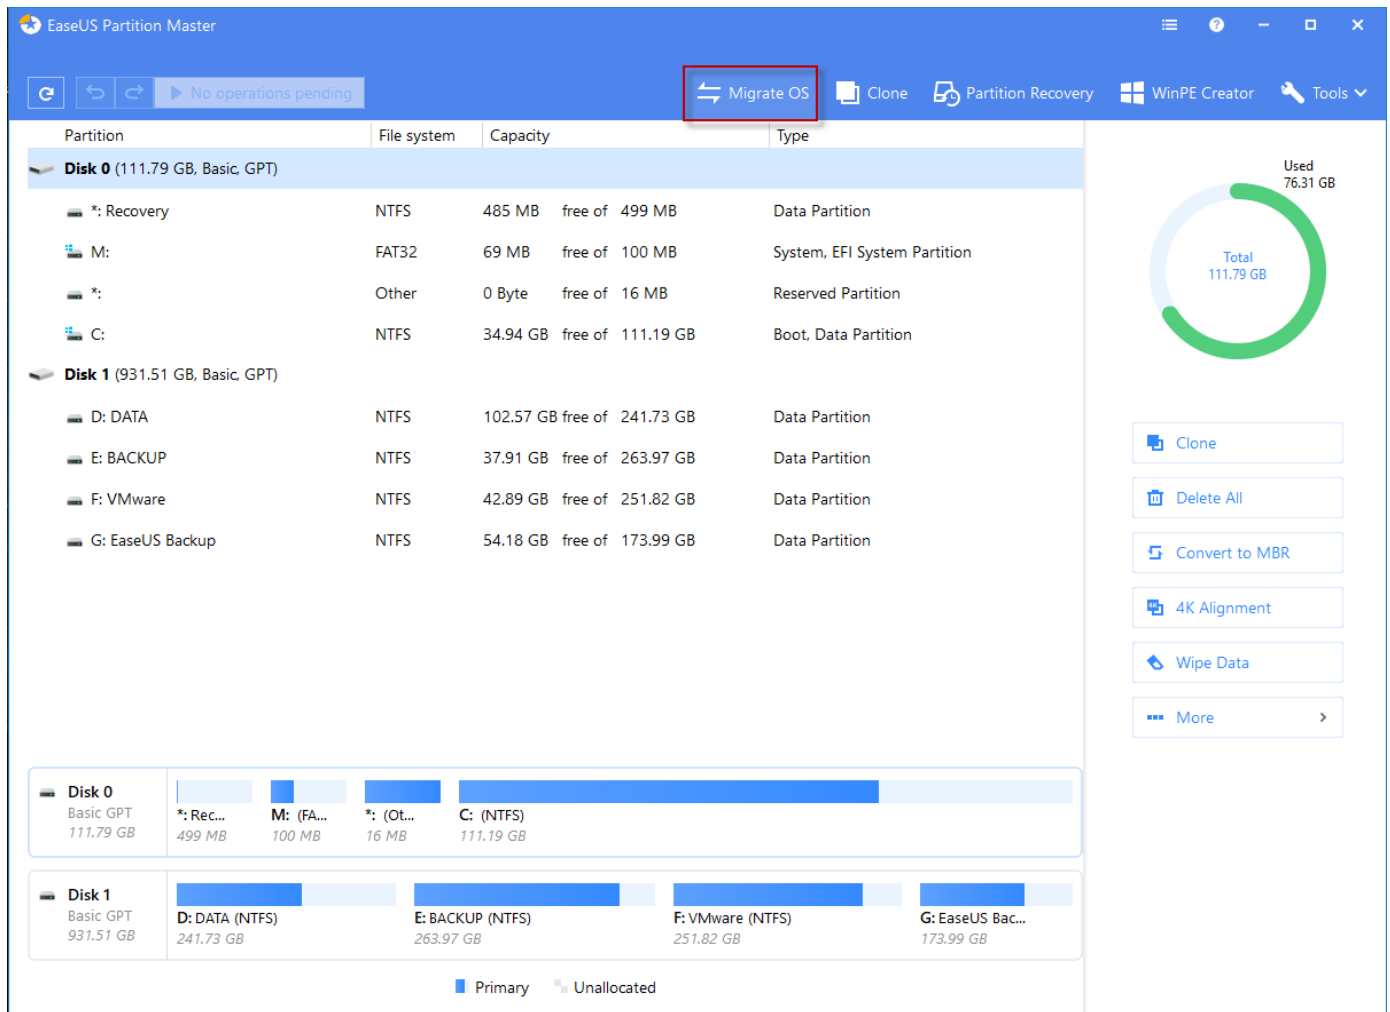 EaseUS Partition Master
No operations pending
Migrate OS
Clone
Partition Recovery
WinPE Creator
Tools
Partition File system Capacity Type
Disk 0 (111.79 GB, Basic, GPT)
*: Recovery NTFS 485 MB free of 499 MB Data Partition
M: FAT32 69 MB free of 100 MB System, EFI System Partition
*: Other 0 Byte free of 16 MB Reserved Partition
C: NTFS 34.94 GB free of 111.19 GB Boot, Data Partition
Disk 1 (931.51 GB, Basic, GPT)
D: DATA NTFS 102.57 GB free of 241.73 GB Data Partition
E: BACKUP NTFS 37.91 GB free of 263.97 GB Data Partition
F: VMware NTFS 42.89 GB free of 251.82 GB Data Partition
G: EaseUS Backup NTFS 54.18 GB free of 173.99 GB Data Partition
Used
76.31 GB
Total
111.79 GB
Clone
Delete All
Convert to MBR
4K Alignment
Wipe Data
More
Disk 0
Basic GPT
111.79 GB
*: Rec...
499 MB
M: (FA...
100 MB
*: (Ot...
16 MB
C: (NTFS)
111.19 GB
Disk 1
Basic GPT
931.51 GB
D: DATA (NTFS)
241.73 GB
E: BACKUP (NTFS)
263.97 GB
F: VMware (NTFS)
251.82 GB
G: EaseUS Bac...
173.99 GB
Primary Unallocated